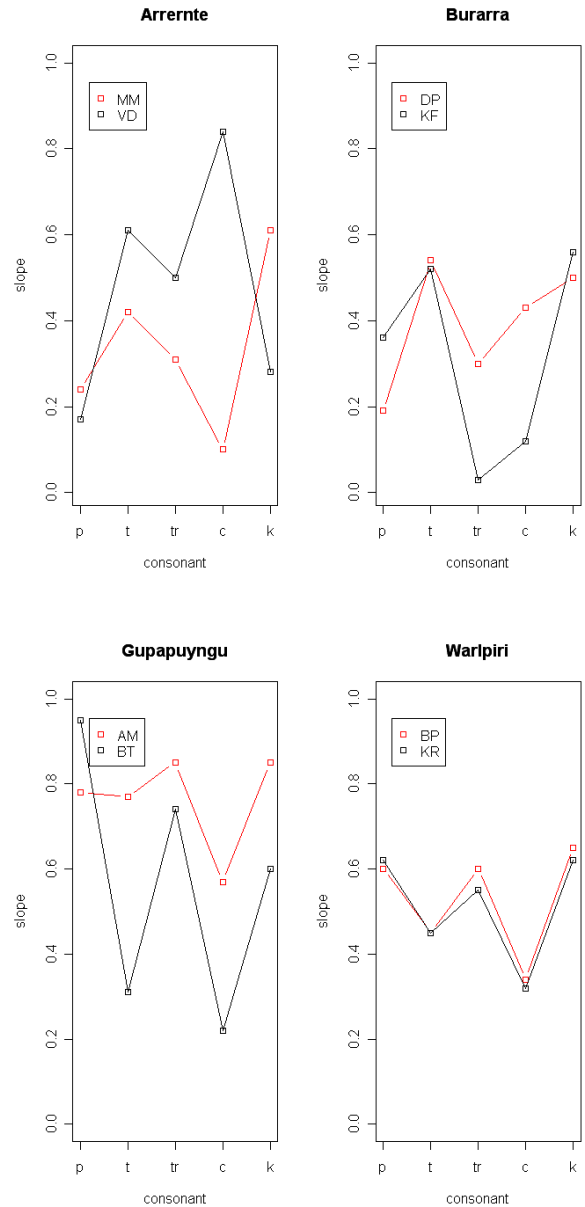 Arrernte
MM
VD
slope
0.0 0.2 0.4 0.6 0.8 1.0
p t tr c k
consonant
Burarra
DP
KF
slope
0.0 0.2 0.4 0.6 0.8 1.0
p t tr c k
consonant
Gupapuyngu
AM
BT
slope
0.0 0.2 0.4 0.6 0.8 1.0
p t tr c k
consonant
Warlpiri
BP
KR
slope
0.0 0.2 0.4 0.6 0.8 1.0
p t tr c k
consonant